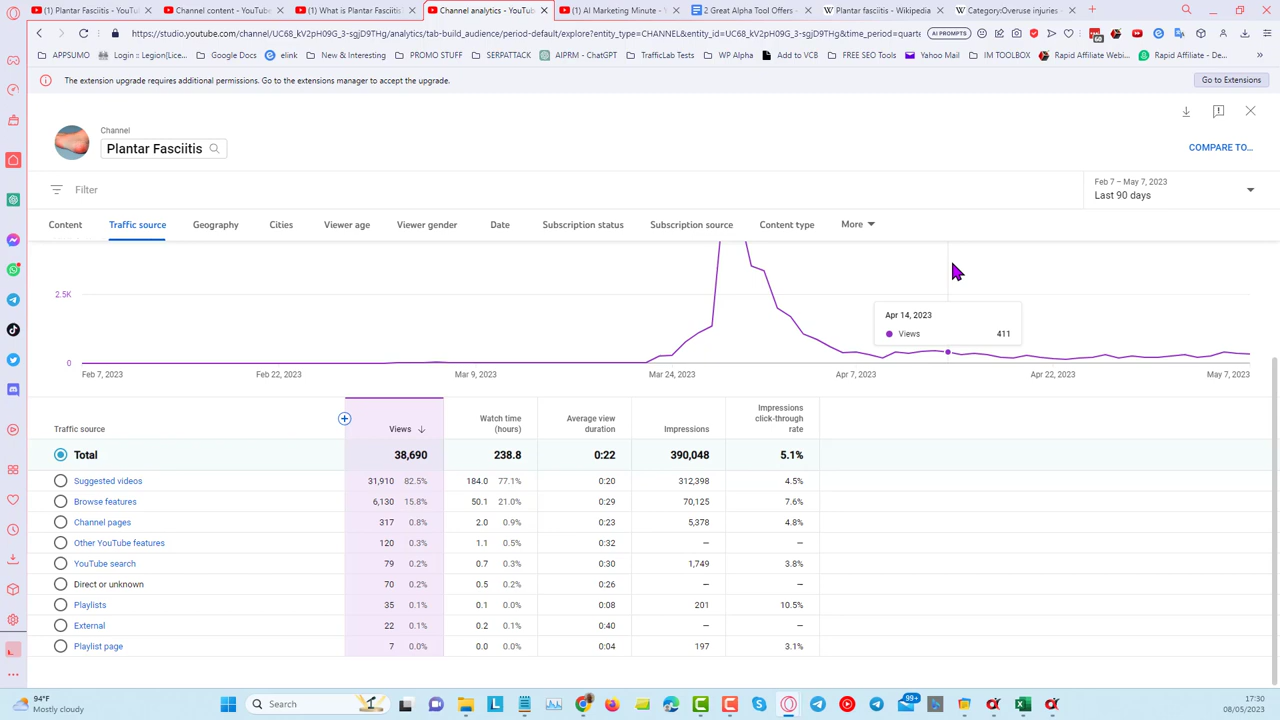 Plantar Fasciitis - YouTu
Channel content - YouTube
(1) What is Plantar Fasciitis
Channel analytics - YouTub
(1) AI Marketing Minute -
2 Great Alpha Tool Offers -
Plantar fasciitis - Wikipedia
Category:Overuse injuries -
https://studio.youtube.com/channel/UC68_kV2pH09G_3-sgjD9THg/analytics/tab-build_audience/period-default/explore?entity_type=CHANNEL&entity_id=UC68_kV2pH09G_3-sgjD9THg&time_period=quarte
AI PROMPTS
APPSUMO
Login - Legion|Lice...
Google YouTube
elink
New & Interesting
YOUTUBE STUFF
SERPATTACK
AIPRM - ChatGPT
TrafficLab Tests
WP Alpha
Add to VCB
FREE SEO Tools
Yahoo Mail
IM TOOLBOX
Rapid Affiliate Web...
Rapid Affiliate - De...
The extension upgrade requires additional permissions. Go to the extensions manager to accept the upgrade.
Go to Extensions
Channel
Plantar Fasciitis
COMPARE TO...
Filter
Feb 7 – May 7, 2023
Last 90 days
Content
Traffic source
Geography
Cities
Viewer age
Viewer gender
Date
Subscription status
Subscription source
Content type
More
2.5K
0
Apr 14, 2023
Views 411
Feb 7, 2023
Feb 22, 2023
Mar 9, 2023
Mar 24, 2023
Apr 7, 2023
Apr 22, 2023
May 7, 2023
Traffic source
Views
Watch time
(hours)
Average view
duration
Impressions
Impressions
click-through
rate
Total 38,690 238.8 0:22 390,048 5.1%
Suggested videos 31,910 82.5% 184.0 77.1% 0:20 312,398 4.5%
Browse features 6,130 15.8% 50.1 21.0% 0:29 70,125 7.6%
Channel pages 317 0.8% 2.0 0.9% 0:23 5,378 4.8%
Other YouTube features 120 0.3% 1.1 0.5% 0:32 – –
YouTube search 79 0.2% 0.7 0.3% 0:30 1,749 3.8%
Direct or unknown 70 0.2% 0.5 0.2% 0:26 – –
Playlists 35 0.1% 0.1 0.0% 0:08 201 10.5%
External 22 0.1% 0.2 0.1% 0:40 – –
Playlist page 7 0.0% 0.0 0.0% 0:04 197 3.1%
94°F
Mostly cloudy
Search
99+
17:30
08/05/2023